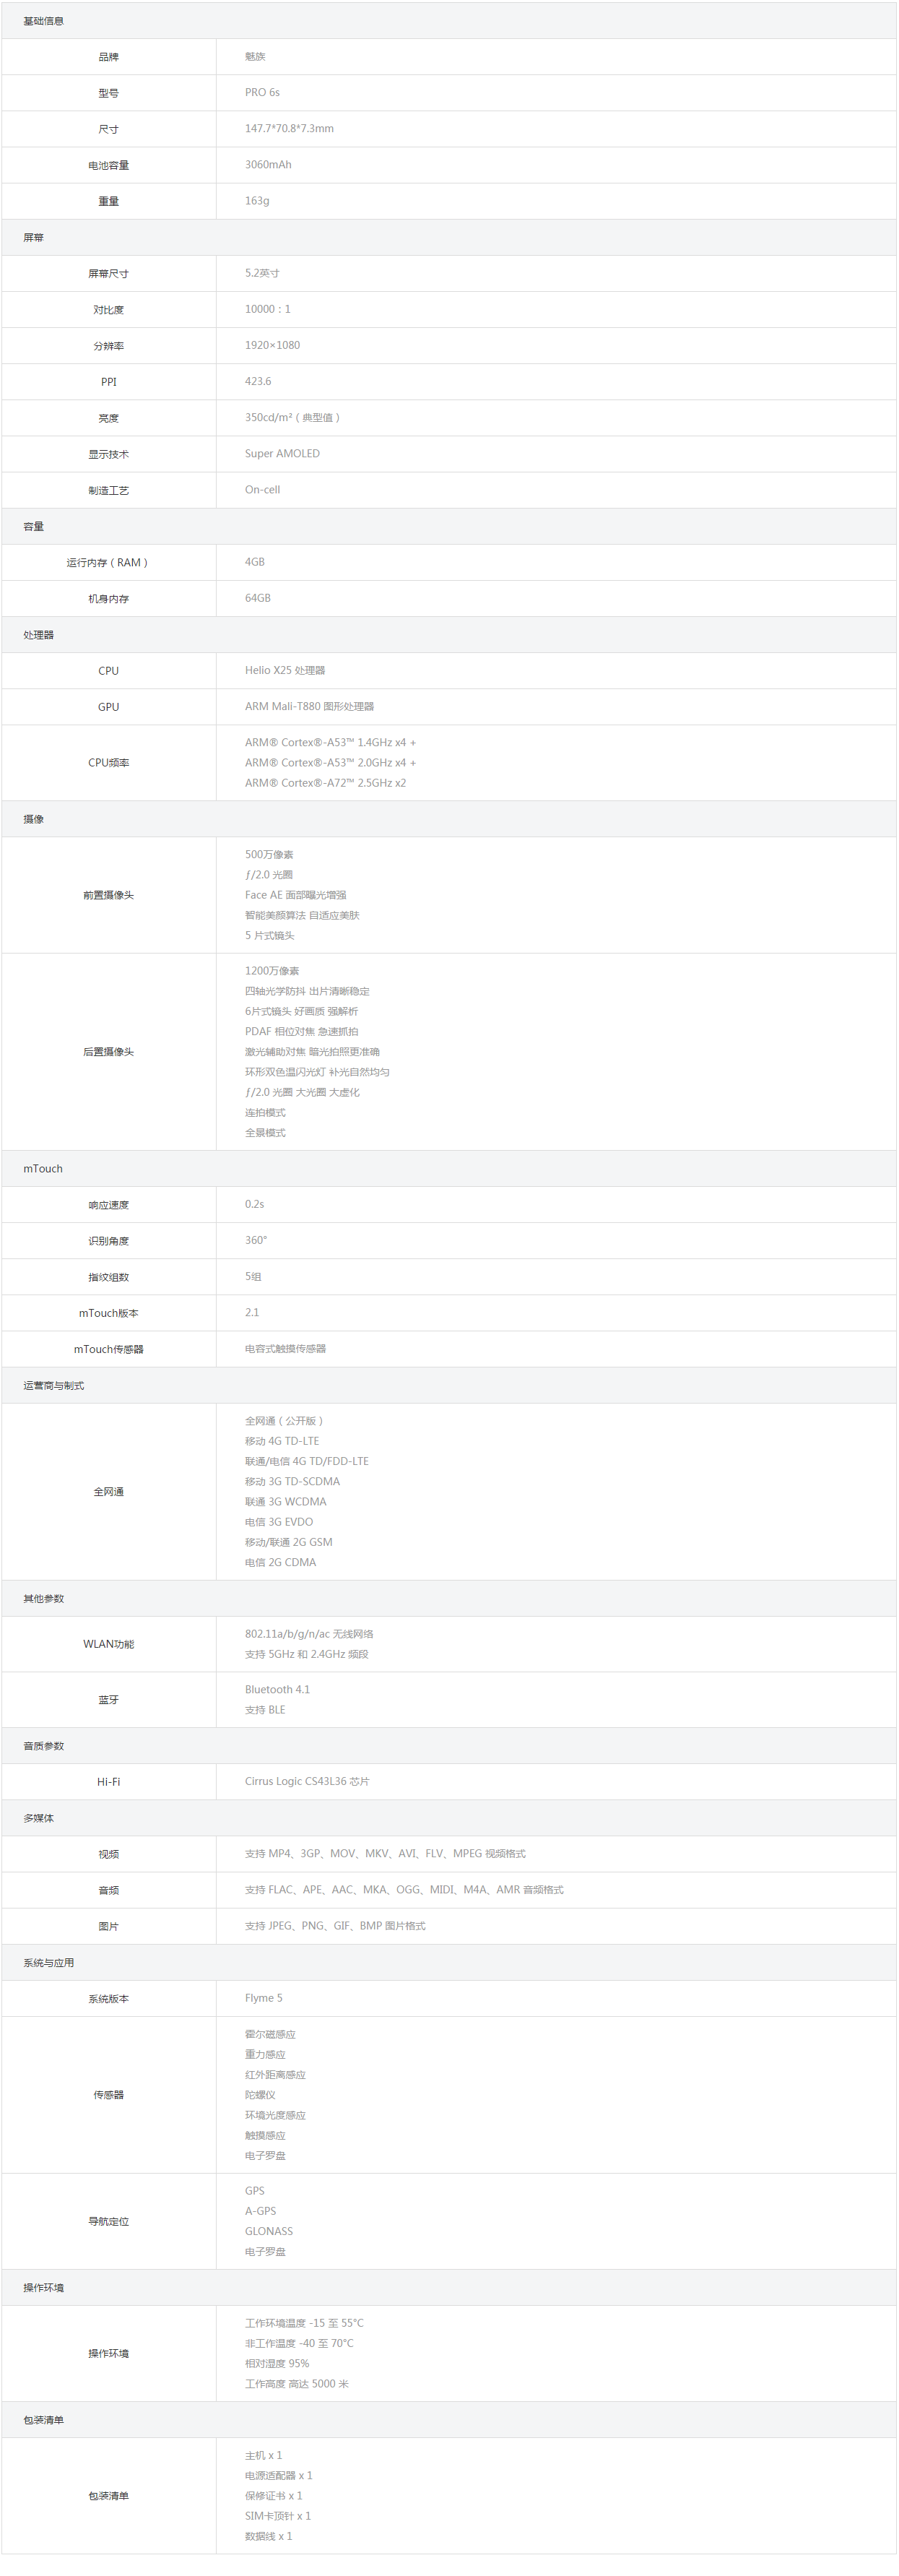 基础信息
品牌 魅族
型号 PRO 6s
尺寸 147.7*70.8*7.3mm
电池容量 3060mAh
重量 163g
屏幕
屏幕尺寸 5.2英寸
对比度 10000：1
分辨率 1920×1080
PPI 423.6
亮度 350cd/m²（典型值）
显示技术 Super AMOLED
制造工艺 On-cell
容量
运行内存（RAM） 4GB
机身内存 64GB
处理器
CPU Helio X25 处理器
GPU ARM Mali-T880 图形处理器
CPU频率
ARM® Cortex®-A53™ 1.4GHz x4 +
ARM® Cortex®-A53™ 2.0GHz x4 +
ARM® Cortex®-A72™ 2.5GHz x2
摄像
前置摄像头
500万像素
ƒ/2.0 光圈
Face AE 面部曝光增强
智能美颜算法 自适应美肤
5 片式镜头
后置摄像头
1200万像素
四轴光学防抖 出片清晰稳定
6片式镜头 好画质 强解析
PDAF 相位对焦 急速抓拍
激光辅助对焦 暗光拍照更准确
环形双色温闪光灯 补光自然均匀
ƒ/2.0 光圈 大光圈 大虚化
连拍模式
全景模式
mTouch
响应速度 0.2s
识别角度 360°
指纹组数 5组
mTouch版本 2.1
mTouch传感器 电容式触摸传感器
运营商与制式
全网通
全网通（公开版）
移动 4G TD-LTE
联通/电信 4G TD/FDD-LTE
移动 3G TD-SCDMA
联通 3G WCDMA
电信 3G EVDO
移动/联通 2G GSM
电信 2G CDMA
其他参数
WLAN功能
802.11a/b/g/n/ac 无线网络
支持 5GHz 和 2.4GHz 频段
蓝牙
Bluetooth 4.1
支持 BLE
音质参数
Hi-Fi Cirrus Logic CS43L36 芯片
多媒体
视频 支持 MP4、3GP、MOV、MKV、AVI、FLV、MPEG 视频格式
音频 支持 FLAC、APE、AAC、MKA、OGG、MIDI、M4A、AMR 音频格式
图片 支持 JPEG、PNG、GIF、BMP 图片格式
系统与应用
系统版本 Flyme 5
传感器
霍尔磁感应
重力感应
红外距离感应
陀螺仪
环境光度感应
触摸感应
电子罗盘
导航定位
GPS
A-GPS
GLONASS
电子罗盘
操作环境
操作环境
工作环境温度 -15 至 55°C
非工作温度 -40 至 70°C
相对湿度 95%
工作高度 高达 5000 米
包装清单
包装清单
主机 x 1
电源适配器 x 1
保修证书 x 1
SIM卡顶针 x 1
数据线 x 1